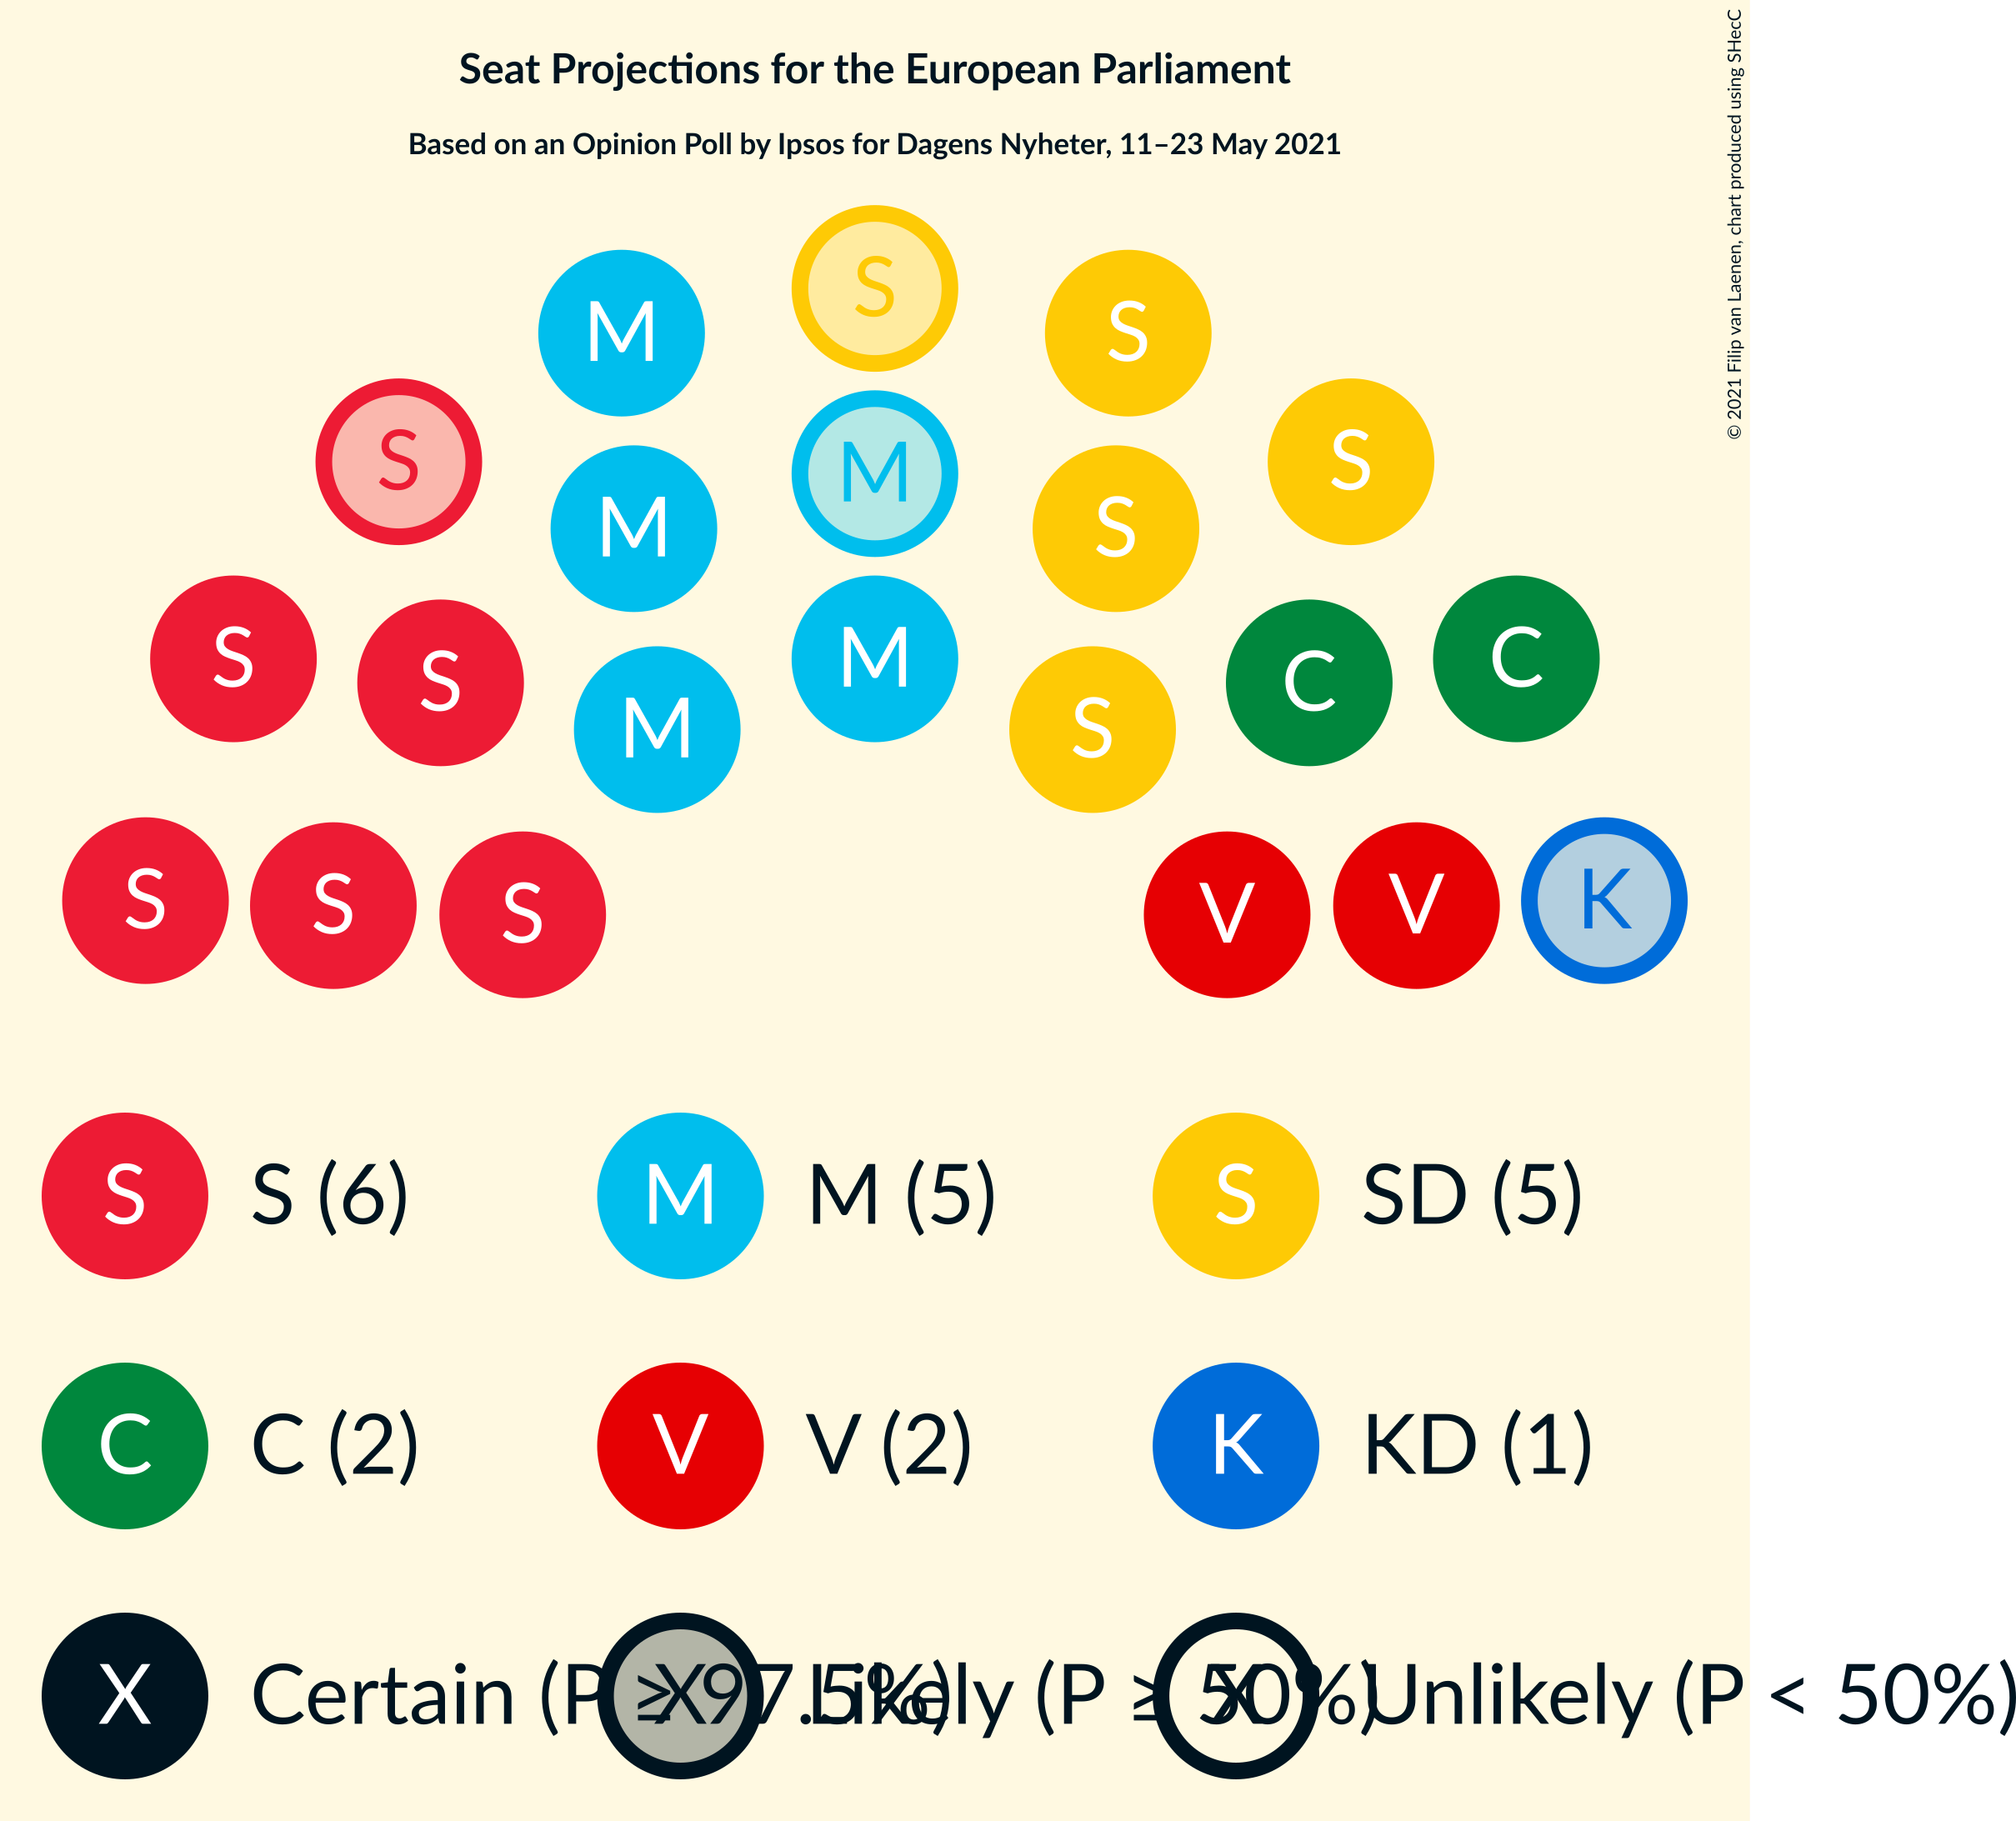 Seat Projections for the European Parliament
Based on an Opinion Poll by Ipsos for Dagens Nyheter, 11–23 May 2021
© 2021 Filip van Laenen, chart produced using SHecC
S
M S
S M S
S
M
S M S
S M C C
S
M S
S S S V V K
S S (6) M M (5) S SD (5)
C C (2) V V (2) K KD (1)
X Certain (P ≥ 97.5%) X Likely (P ≥ 50%) X Unlikely (P < 50%)